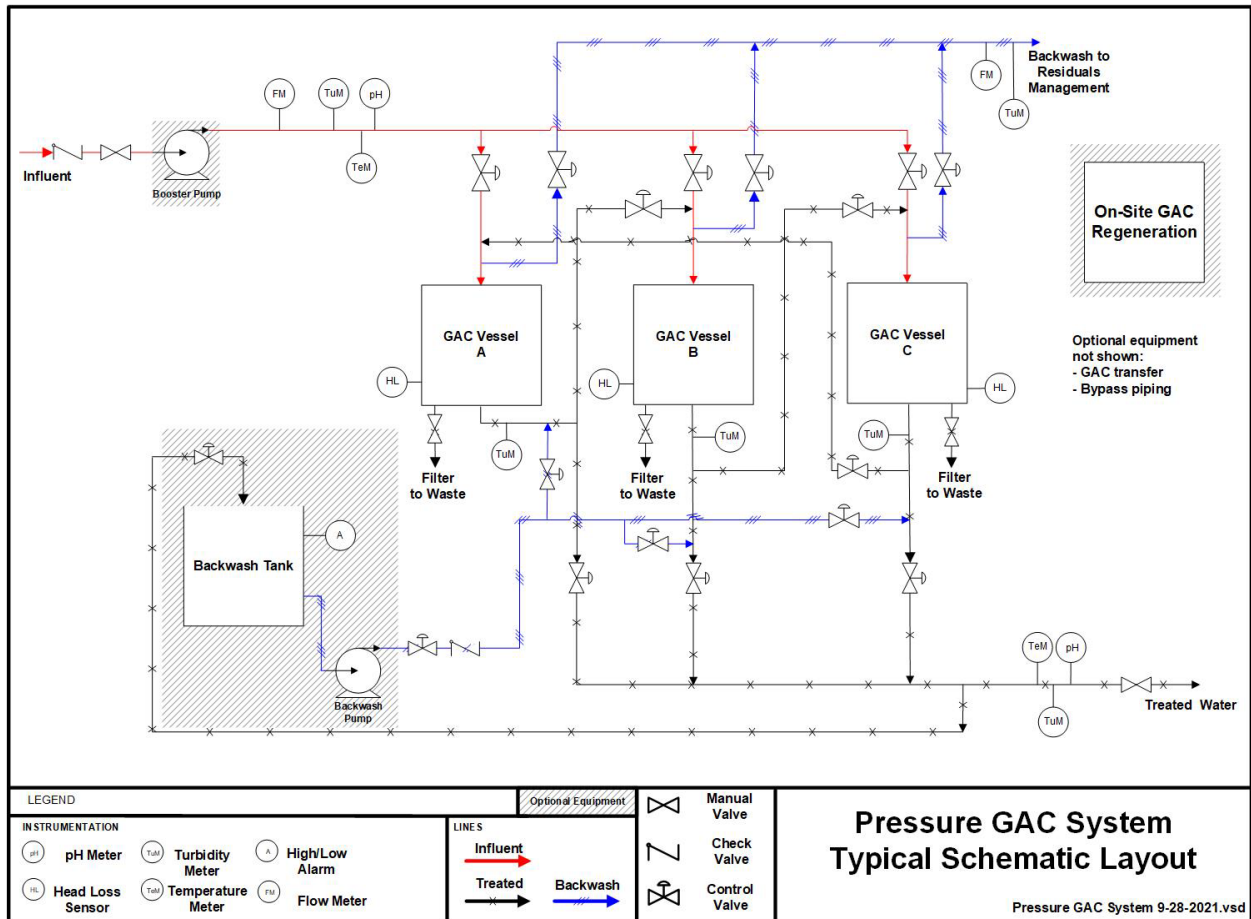 FM
TuM
pH
TeM
Influent
Booster Pump
FM
TuM
Backwash to
Residuals
Management
On-Site GAC
Regeneration
GAC Vessel
A
GAC Vessel
B
GAC Vessel
C
Optional equipment
not shown:
- GAC transfer
- Bypass piping
HL
HL
HL
TuM
TuM
TuM
Filter
to Waste
Filter
to Waste
Filter
to Waste
Backwash Tank
A
Backwash
Pump
TeM
pH
TuM
Treated Water
LEGEND
Optional Equipment
INSTRUMENTATION
pH
pH Meter
TuM
Turbidity
Meter
A
High/Low
Alarm
HL
Head Loss
Sensor
TeM
Temperature
Meter
FM
Flow Meter
LINES
Influent
Treated
Backwash
Manual
Valve
Check
Valve
Control
Valve
Pressure GAC System
Typical Schematic Layout
Pressure GAC System 9-28-2021.vsd